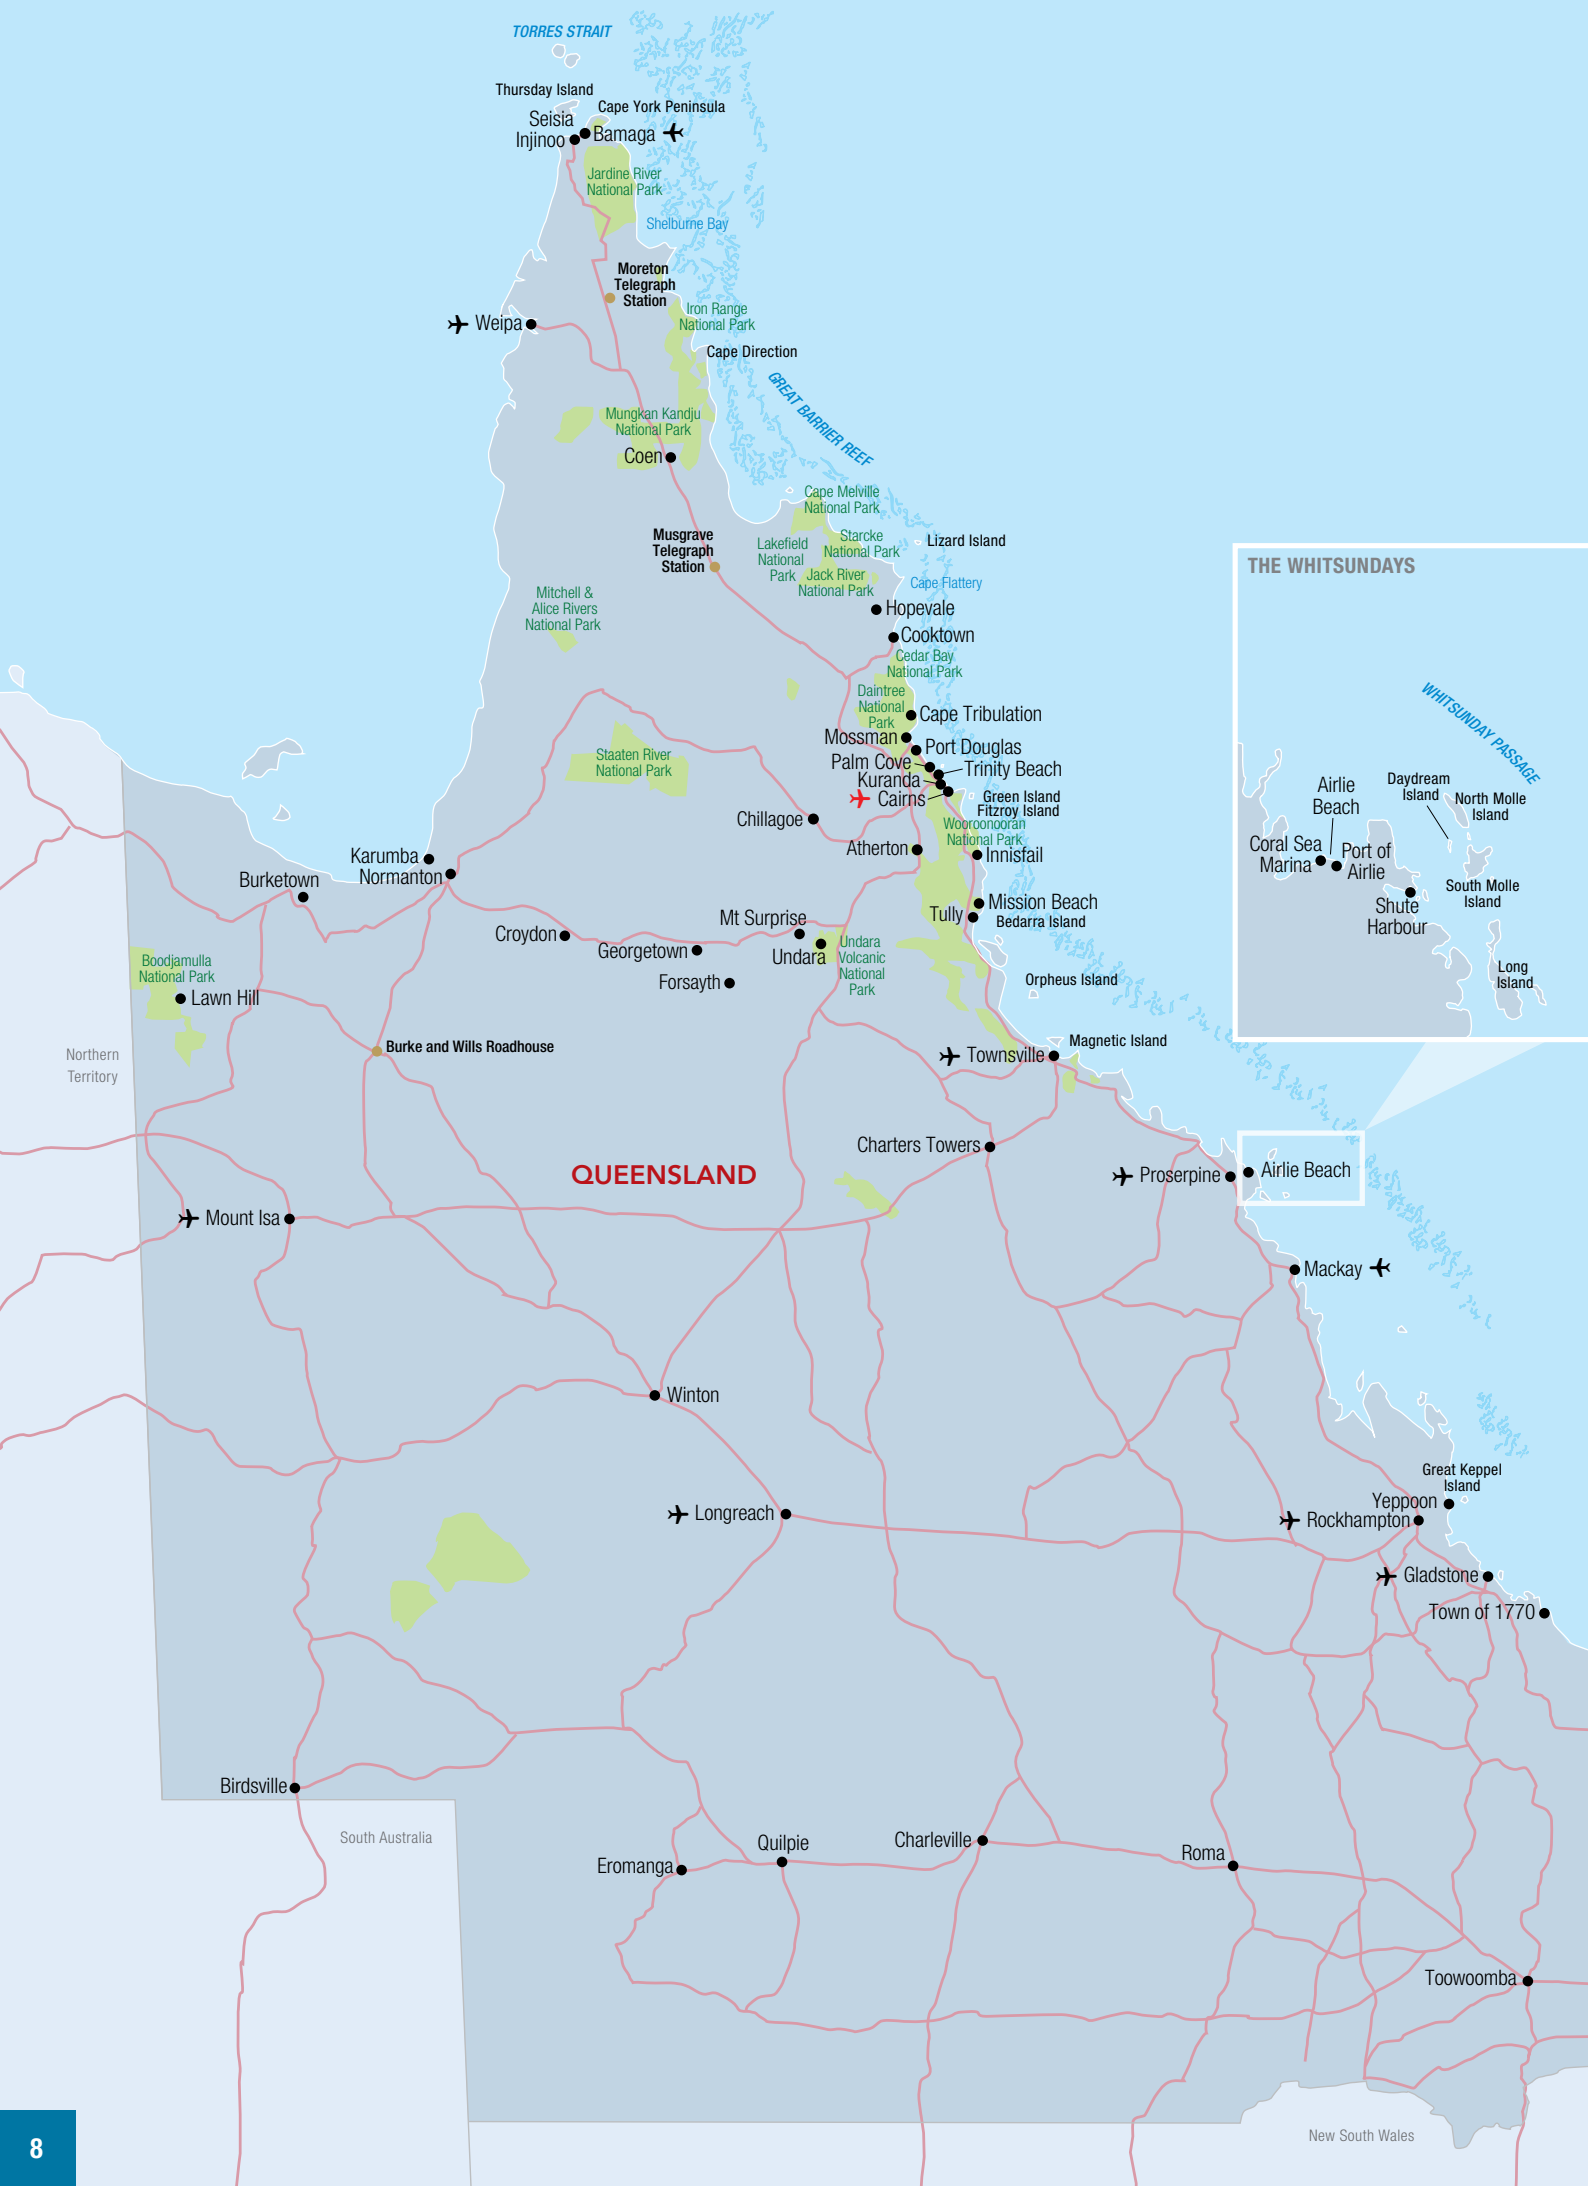 TORRES STRAIT
Thursday Island
Cape York Peninsula
Seisia
Bamaga
Injinoo
Jardine River
National Park
Shelburne Bay
Moreton
Telegraph
Station
Iron Range
National Park
Weipa
Cape Direction
GREAT BARRIER REEF
Mungkan Kandju
National Park
Coen
Cape Melville
National Park
Musgrave
Telegraph
Station
Starcke
National Park
Lakefield
National
Park
Lizard Island
Jack River
National Park
Cape Flattery
Mitchell &
Alice Rivers
National Park
Hopevale
Cooktown
Cedar Bay
National Park
Daintree
National
Park
Cape Tribulation
Mossman
Port Douglas
Palm Cove
Trinity Beach
Kuranda
Cairns
Green Island
Fitzroy Island
Staaten River
National Park
Chillagoe
Wooroonooran
National Park
Atherton
Innisfail
Karumba
Normanton
Burketown
Mission Beach
Tully
Bedarra Island
Mt Surprise
Croydon
Georgetown
Undara
Undara
Volcanic
National
Park
Forsayth
Boodjamulla
National Park
Lawn Hill
Orpheus Island
Burke and Wills Roadhouse
Northern
Territory
Magnetic Island
Townsville
Charters Towers
QUEENSLAND
Proserpine
Airlie Beach
Mount Isa
Mackay
Winton
Great Keppel
Island
Yeppoon
Longreach
Rockhampton
Gladstone
Town of 1770
Birdsville
South Australia
Quilpie
Charleville
Eromanga
Roma
Toowoomba
New South Wales
THE WHITSUNDAYS
WHITSUNDAY PASSAGE
Daydream
Island
Airlie
Beach
North Molle
Island
Coral Sea
Marina
Port of
Airlie
South Molle
Island
Shute
Harbour
Long
Island
8